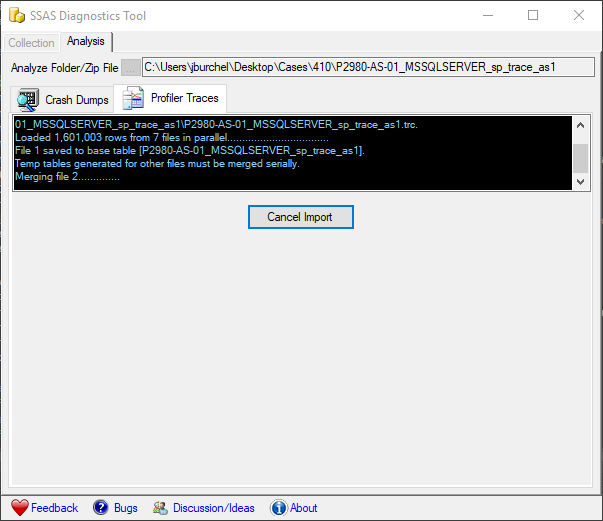 SSAS Diagnostics Tool
Collection Analysis
Analyze Folder/Zip File ... C:\Users\jburchel\Desktop\Cases\410\P2980-AS-01_MSSQLSERVER_sp_trace_as1
Crash Dumps Profiler Traces
01_MSSQLSERVER_sp_trace_as1\P2980-AS-01_MSSQLSERVER_sp_trace_as1.trc.
Loaded 1,601,003 rows from 7 files in parallel..................................
File 1 saved to base table [P2980-AS-01_MSSQLSERVER_sp_trace_as1].
Temp tables generated for other files must be merged serially.
Merging file 2..............
Cancel Import
Feedback Bugs Discussion/Ideas About